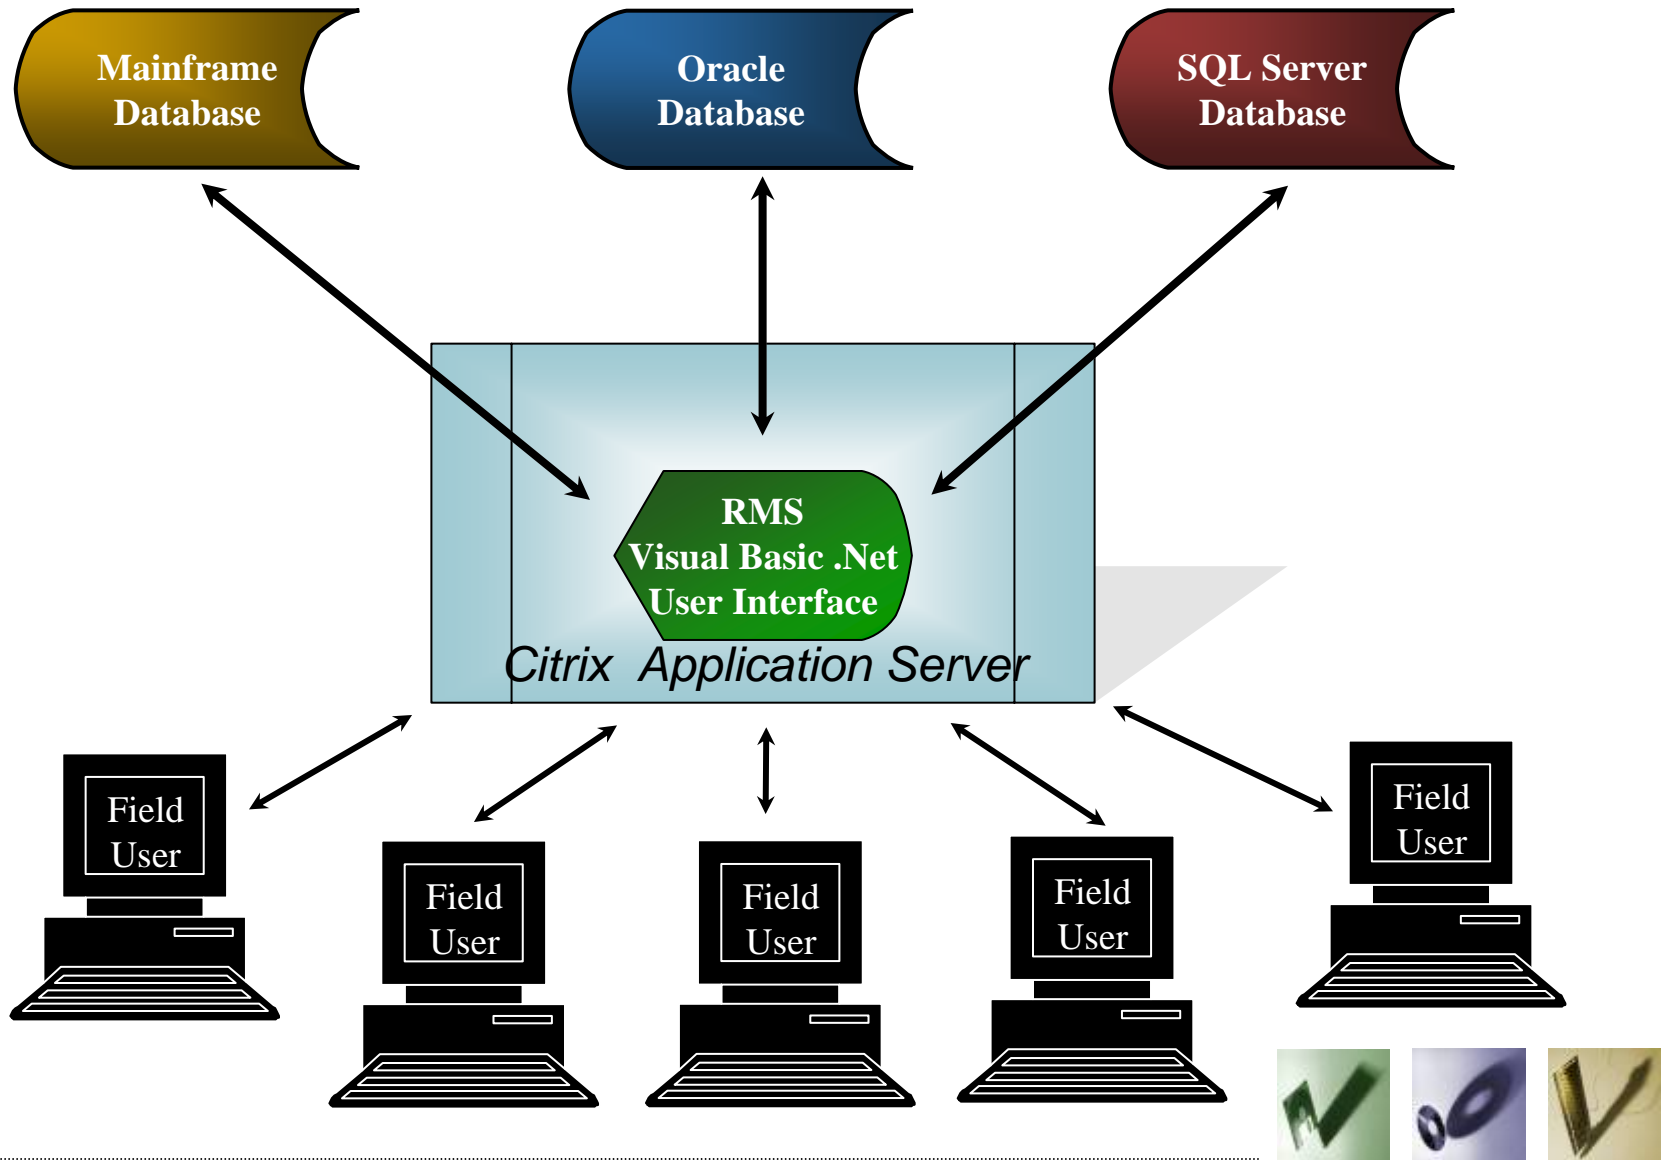 Mainframe
Database
Oracle
Database
SQL Server
Database
RMS
Visual Basic .Net
User Interface
Citrix  Application Server
Field
User
Field
User
Field
User
Field
User
Field
User